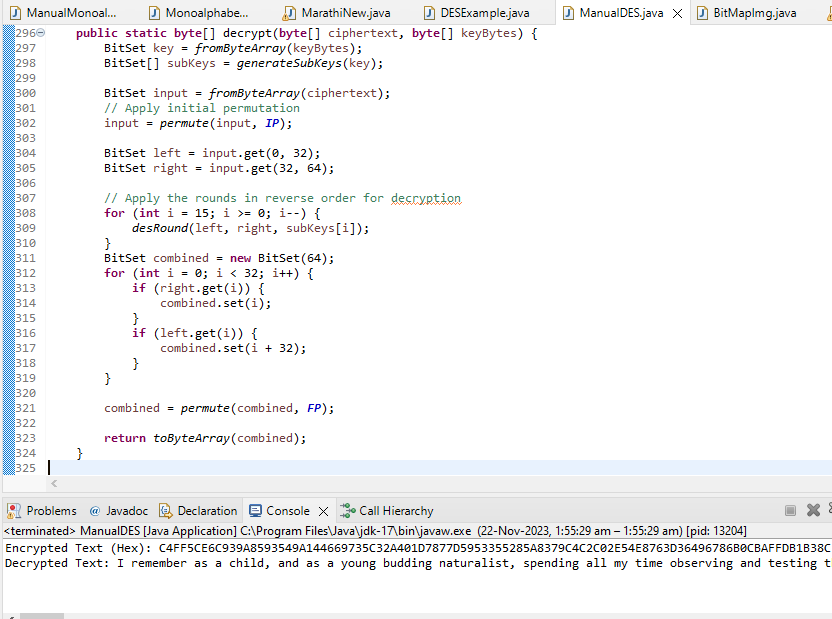 ManualMonoal... Monoalphabe... MarathiNew.java DESExample.java ManualDES.java BitMapImg.java
296 public static byte[] decrypt(byte[] ciphertext, byte[] keyBytes) {
297 BitSet key = fromByteArray(keyBytes);
298 BitSet[] subKeys = generateSubKeys(key);
299
300 BitSet input = fromByteArray(ciphertext);
301 // Apply initial permutation
302 input = permute(input, IP);
303
304 BitSet left = input.get(0, 32);
305 BitSet right = input.get(32, 64);
306
307 // Apply the rounds in reverse order for decryption
308 for (int i = 15; i >= 0; i--) {
309 desRound(left, right, subKeys[i]);
310 }
311 BitSet combined = new BitSet(64);
312 for (int i = 0; i < 32; i++) {
313 if (right.get(i)) {
314 combined.set(i);
315 }
316 if (left.get(i)) {
317 combined.set(i + 32);
318 }
319 }
320
321 combined = permute(combined, FP);
322
323 return toByteArray(combined);
324 }
325
Problems @ Javadoc Declaration Console Call Hierarchy
<terminated> ManualDES [Java Application] C:\Program Files\Java\jdk-17\bin\javaw.exe (22-Nov-2023, 1:55:29 am – 1:55:29 am) [pid: 13204]
Encrypted Text (Hex): C4FF5CE6C939A8593549A144669735C32A401D7877D5953355285A8379C4C2C02E54E8763D36496786B0CBAFFDB1B38C
Decrypted Text: I remember as a child, and as a young budding naturalist, spending all my time observing and testing t